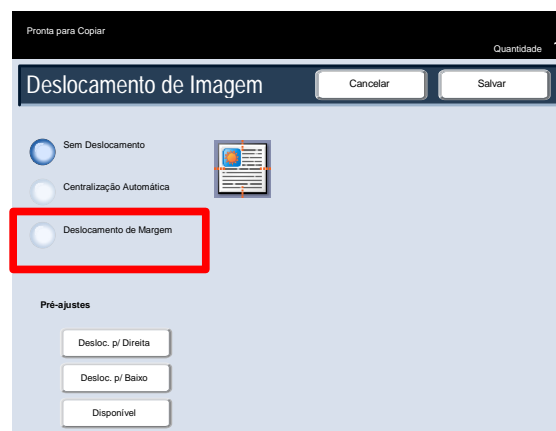 Pronta para Copiar
Quantidade
Deslocamento de Imagem
Cancelar
Salvar
Sem Deslocamento
Centralização Automática
Deslocamento de Margem
Pré-ajustes
Desloc. p/ Direita
Desloc. p/ Baixo
Disponível